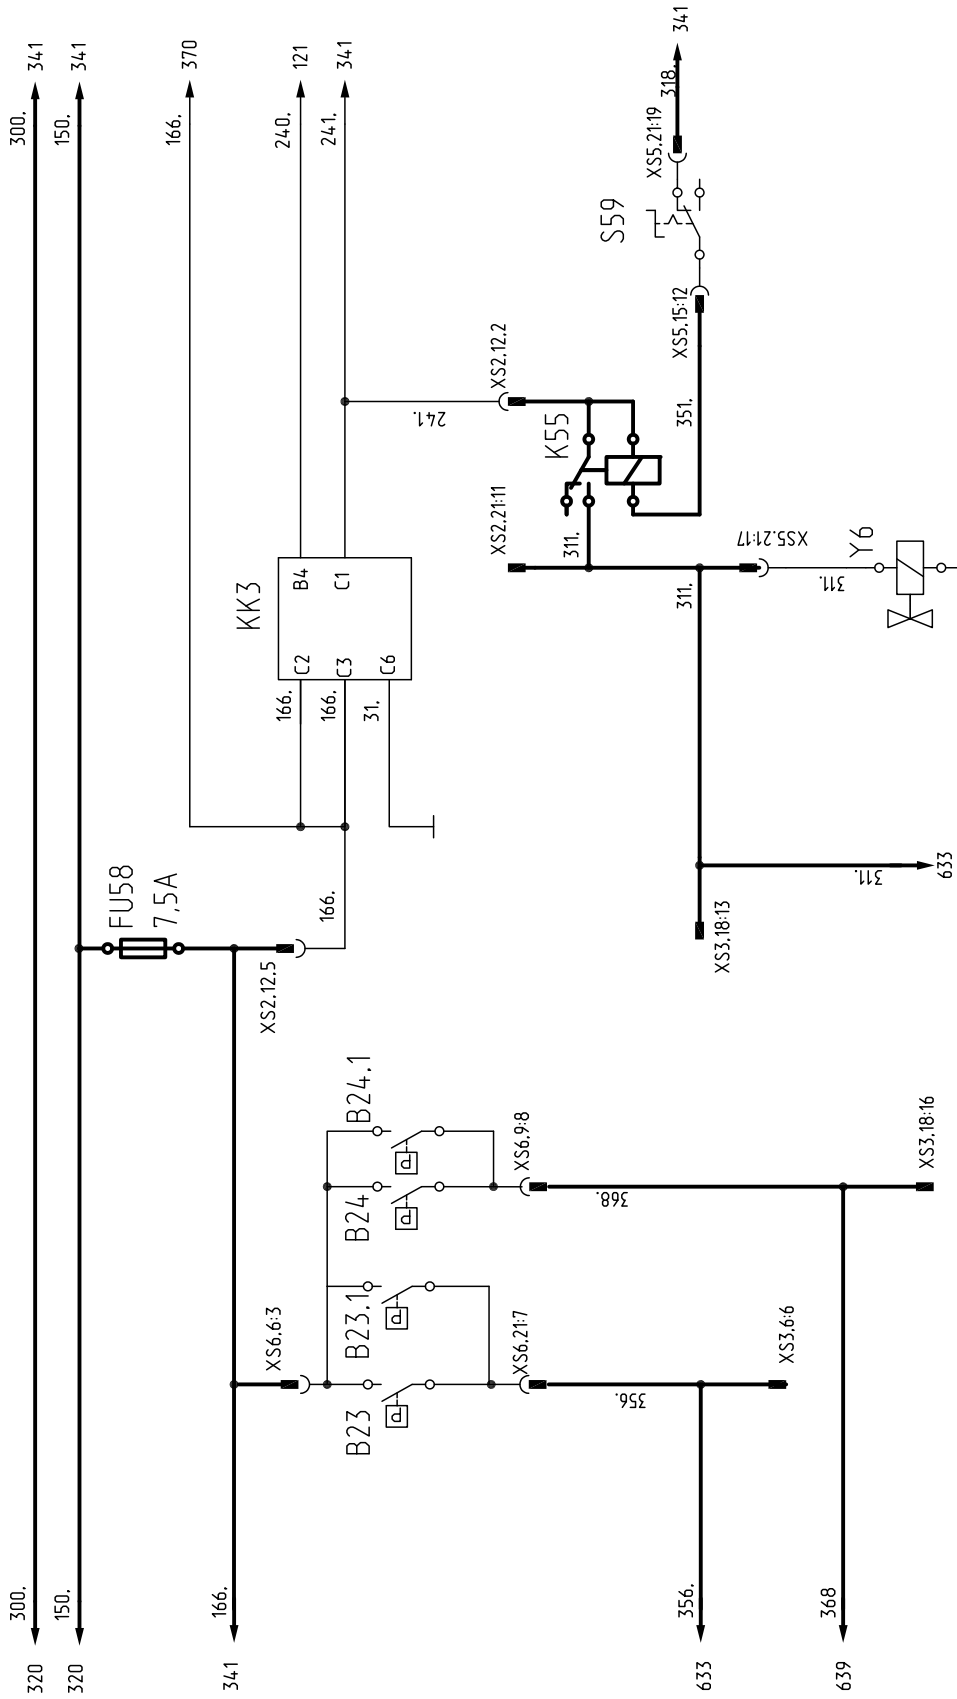 300.
341
150.
341
166.
370
240.
121
241.
341
318.
341
XS5.21:19
S59
XS5.15:12
351.
XS2.12.2
241.
K55
XS2.21:11
311.
XS5.21:17
311.
Y6
311.
KK3
B4
C1
C2
C3
C6
166.
166.
31.
FU58
7,5A
166.
XS2.12.5
311.
633
XS3.18:13
B24.1
B24
XS6.9:8
368.
XS3.18:16
P
P
XS6.6:3
B23.1
B23
P
P
XS6.21:7
356.
XS3.6:6
300.
320
150.
320
166.
341
356.
633
368
639